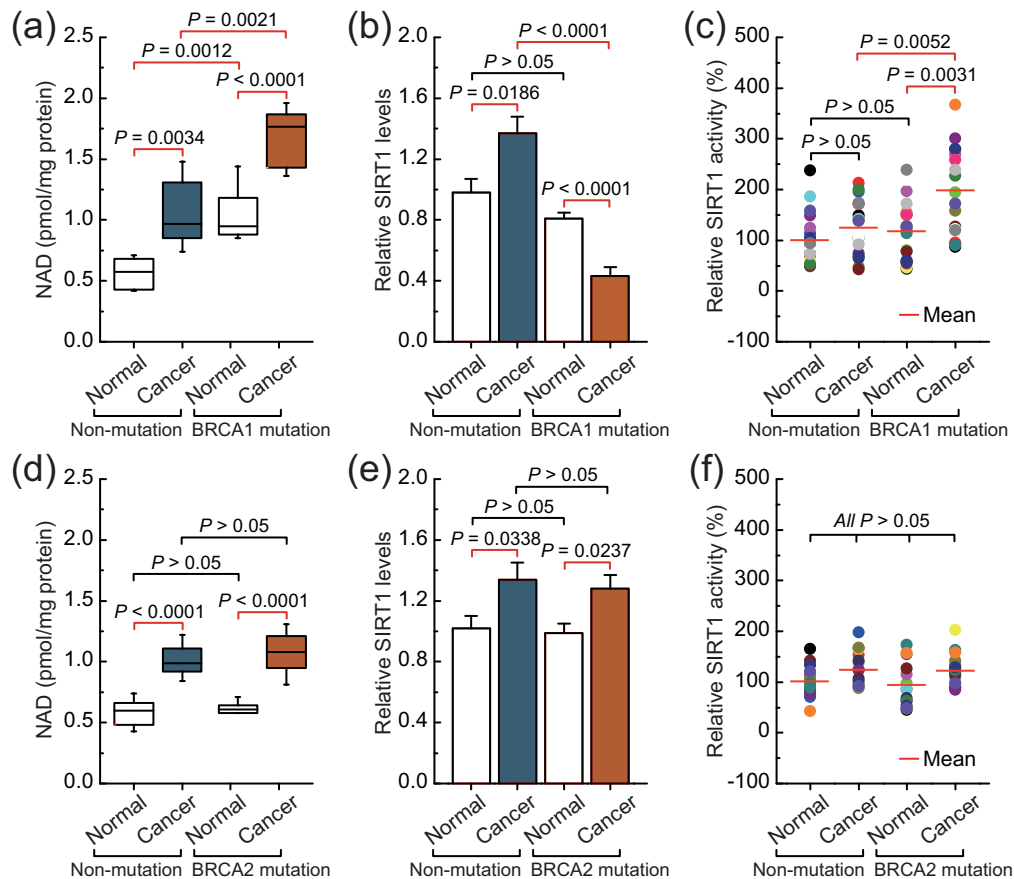 (a)
P = 0.0021
P = 0.0012
P < 0.0001
P = 0.0034
NAD (pmol/mg protein)
2.5
2.0
1.5
1.0
0.5
0.0
Normal
Cancer
Normal
Cancer
Non-mutation
BRCA1 mutation
(b)
P < 0.0001
P > 0.05
P = 0.0186
P < 0.0001
Relative SIRT1 levels
2.0
1.6
1.2
0.8
0.4
0.0
Normal
Cancer
Normal
Cancer
Non-mutation
BRCA1 mutation
(c)
P = 0.0052
P = 0.0031
P > 0.05
P > 0.05
Relative SIRT1 activity (%)
500
400
300
200
100
0
-100
Mean
Normal
Cancer
Normal
Cancer
Non-mutation
BRCA1 mutation
(d)
P > 0.05
P > 0.05
P < 0.0001
P < 0.0001
NAD (pmol/mg protein)
2.5
2.0
1.5
1.0
0.5
0.0
Normal
Cancer
Normal
Cancer
Non-mutation
BRCA2 mutation
(e)
P > 0.05
P > 0.05
P = 0.0338
P = 0.0237
Relative SIRT1 levels
2.0
1.6
1.2
0.8
0.4
0.0
Normal
Cancer
Normal
Cancer
Non-mutation
BRCA2 mutation
(f)
All P > 0.05
Relative SIRT1 activity (%)
500
400
300
200
100
0
-100
Mean
Normal
Cancer
Normal
Cancer
Non-mutation
BRCA2 mutation